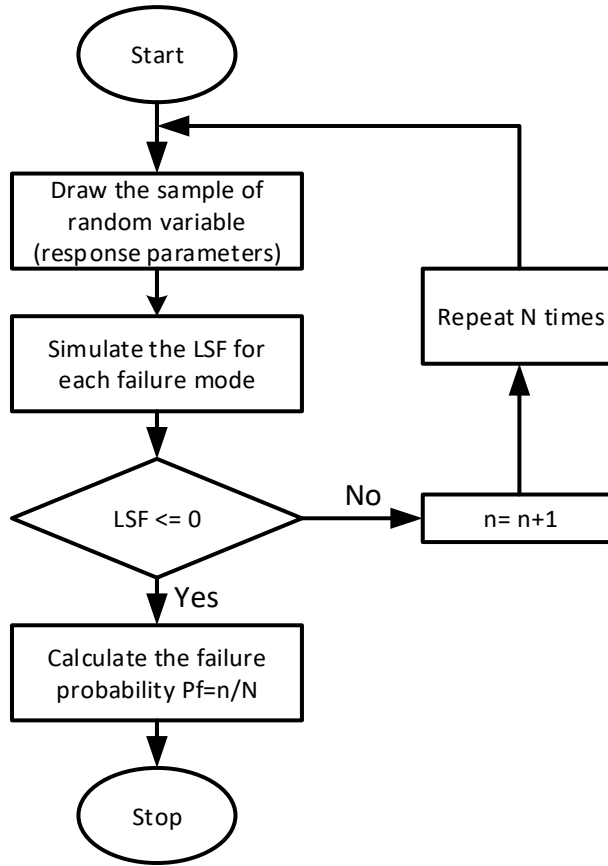 Start
Draw the sample of
random variable
(response parameters)
Simulate the LSF for
each failure mode
Repeat N times
LSF <= 0
No
n= n+1
Yes
Calculate the failure
probability Pf=n/N
Stop